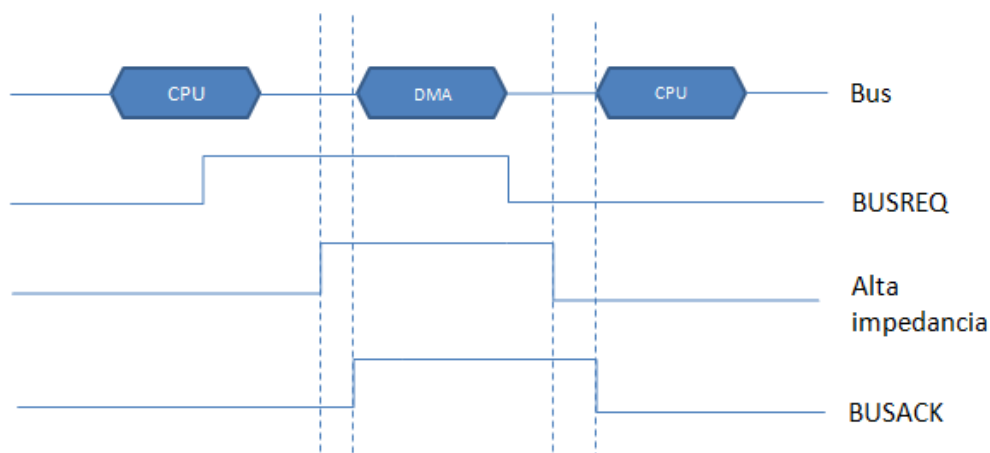 CPU
DMA
CPU
Bus
BUSREQ
Alta
impedancia
BUSACK